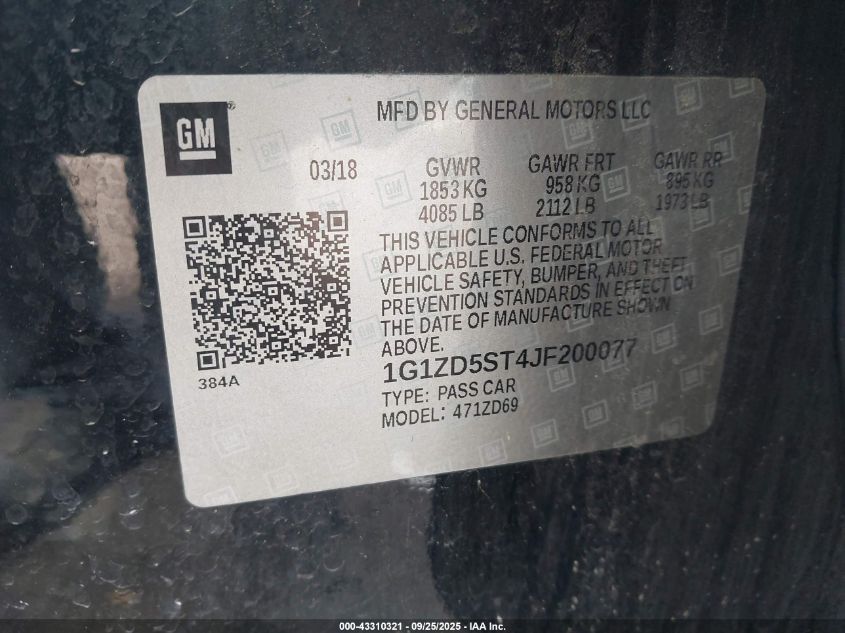 GM
®
MFD BY GENERAL MOTORS LLC
03/18
GVWR GAWR FRT GAWR RR
1853 KG 958 KG 895 KG
4085 LB 2112 LB 1973 LB
THIS VEHICLE CONFORMS TO ALL
APPLICABLE U.S. FEDERAL MOTOR
VEHICLE SAFETY, BUMPER, AND THEFT
PREVENTION STANDARDS IN EFFECT ON
THE DATE OF MANUFACTURE SHOWN
ABOVE.
384A
1G1ZD5ST4JF200077
TYPE: PASS CAR
MODEL: 471ZD69
000-43310321 - 09/25/2025 - IAA Inc.